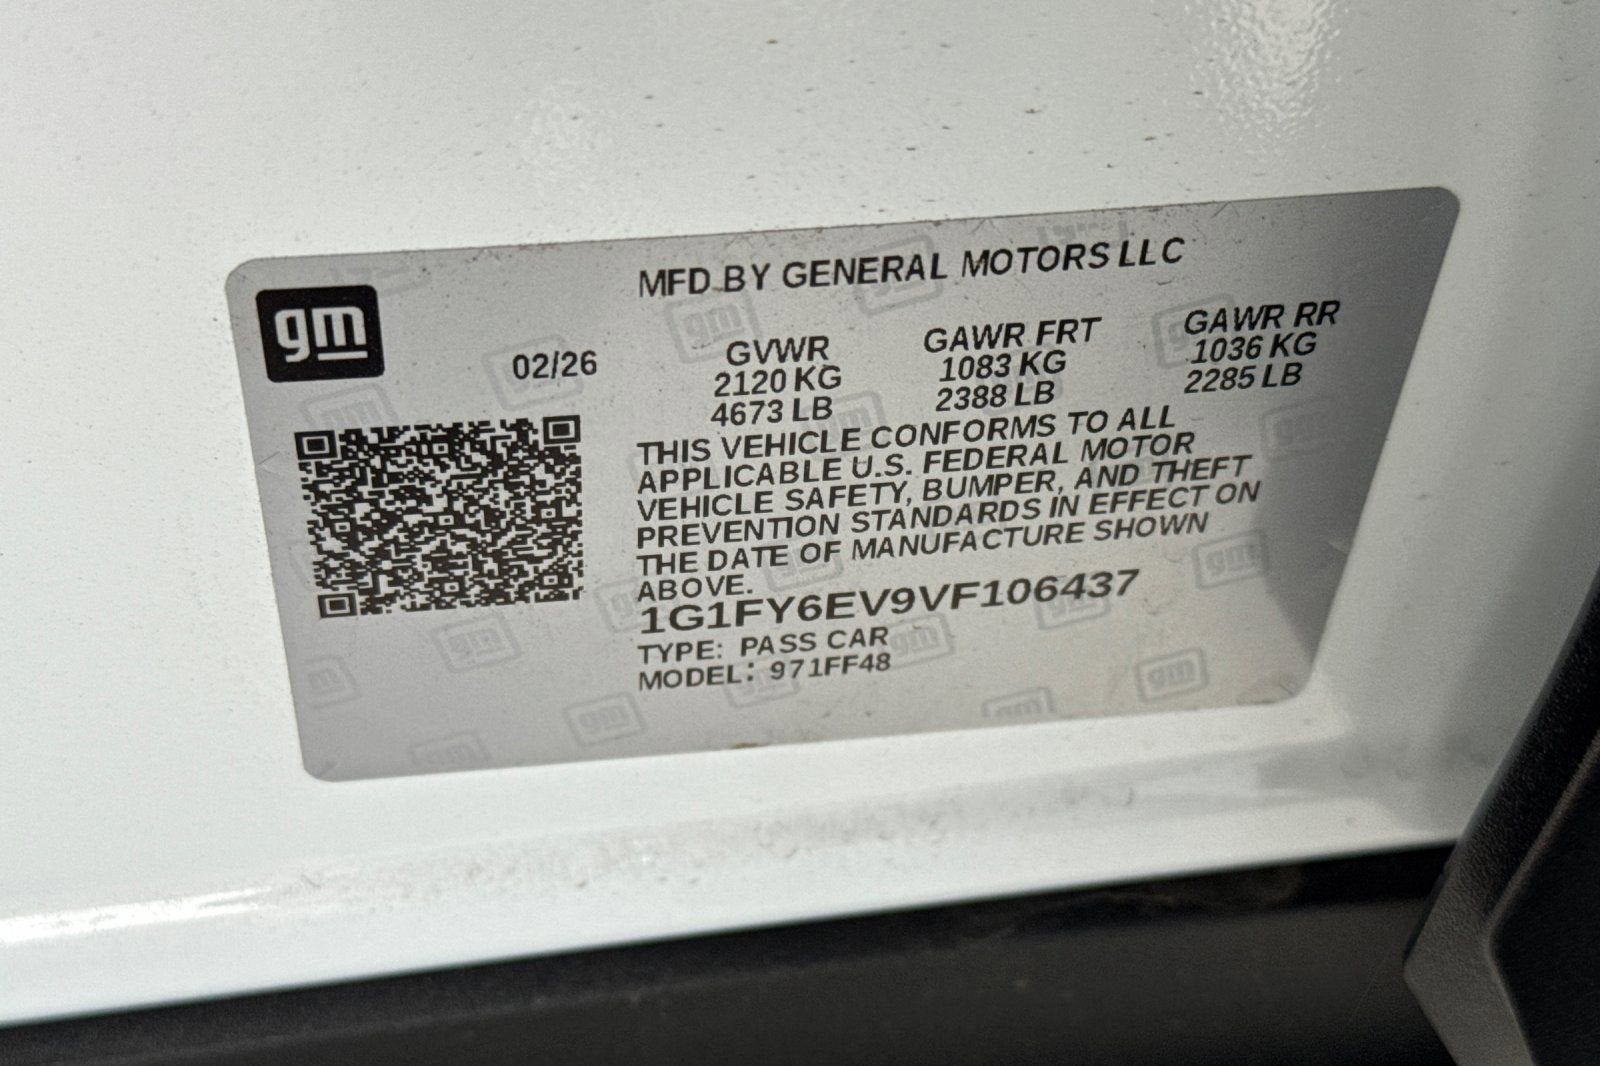 gm
MFD BY GENERAL MOTORS LLC
02/26
GVWR
2120 KG
4673 LB
GAWR FRT
1083 KG
2388 LB
GAWR RR
1036 KG
2285 LB
THIS VEHICLE CONFORMS TO ALL
APPLICABLE U.S. FEDERAL MOTOR
VEHICLE SAFETY, BUMPER, AND THEFT
PREVENTION STANDARDS IN EFFECT ON
THE DATE OF MANUFACTURE SHOWN
ABOVE.
1G1FY6EV9VF106437
TYPE: PASS CAR
MODEL: 971FF48